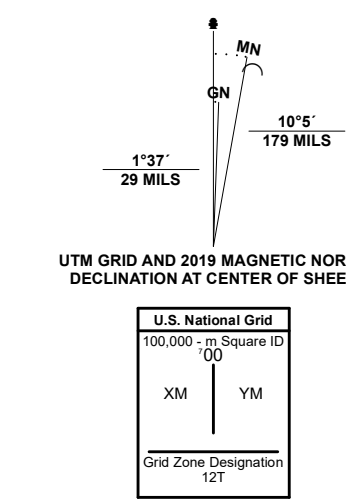 MN
GN
10°5´
179 MILS
1°37´
29 MILS
UTM GRID AND 2019 MAGNETIC NOR
DECLINATION AT CENTER OF SHEE
U.S. National Grid
100,000 - m Square ID
⁷00
XM YM
Grid Zone Designation
12T